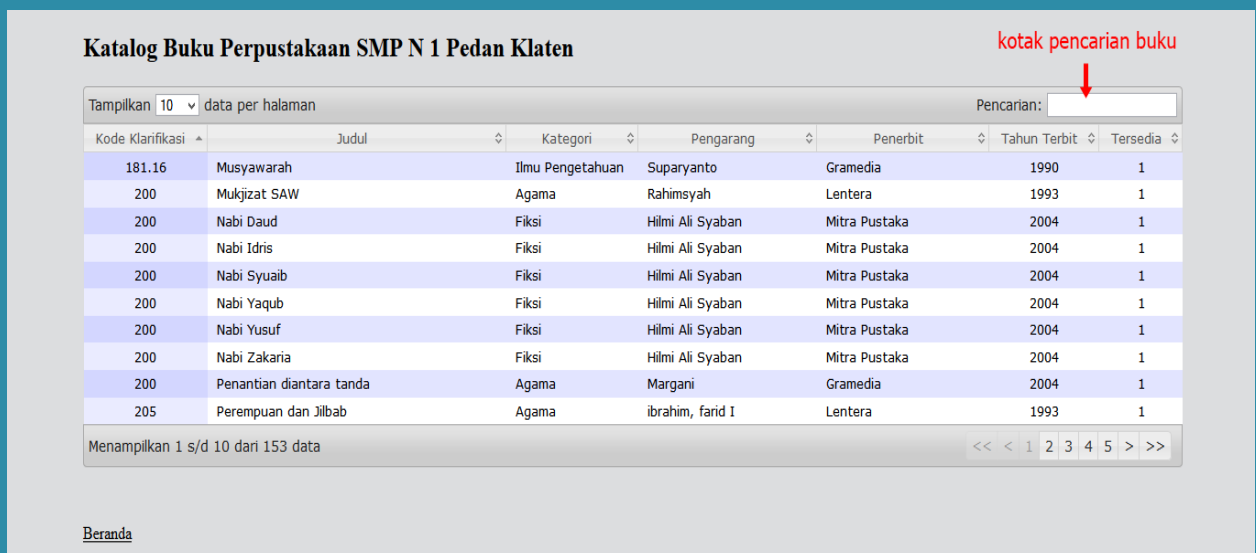 Katalog Buku Perpustakaan SMP N 1 Pedan Klaten
kotak pencarian buku
Tampilkan 10 data per halaman Pencarian:
Kode Klarifikasi Judul Kategori Pengarang Penerbit Tahun Terbit Tersedia
181.16 Musyawarah Ilmu Pengetahuan Suparyanto Gramedia 1990 1
200 Mukjizat SAW Agama Rahimsyah Lentera 1993 1
200 Nabi Daud Fiksi Hilmi Ali Syaban Mitra Pustaka 2004 1
200 Nabi Idris Fiksi Hilmi Ali Syaban Mitra Pustaka 2004 1
200 Nabi Syuaib Fiksi Hilmi Ali Syaban Mitra Pustaka 2004 1
200 Nabi Yaqub Fiksi Hilmi Ali Syaban Mitra Pustaka 2004 1
200 Nabi Yusuf Fiksi Hilmi Ali Syaban Mitra Pustaka 2004 1
200 Nabi Zakaria Fiksi Hilmi Ali Syaban Mitra Pustaka 2004 1
200 Penantian diantara tanda Agama Margani Gramedia 2004 1
205 Perempuan dan Jilbab Agama ibrahim, farid I Lentera 1993 1
Menampilkan 1 s/d 10 dari 153 data << < 1 2 3 4 5 > >>
Beranda